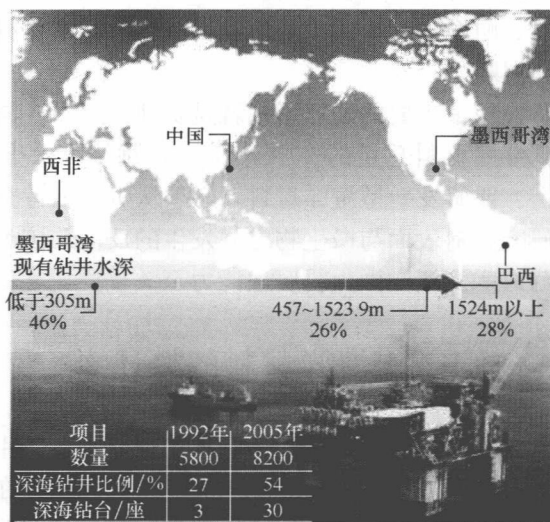 中国
墨西哥湾
西非
墨西哥湾
现有钻井水深
巴西
低于305m
46%
457~1523.9m
26%
1524m以上
28%
项目 1992年 2005年
数量 5800 8200
深海钻井比例/% 27 54
深海钻台/座 3 30